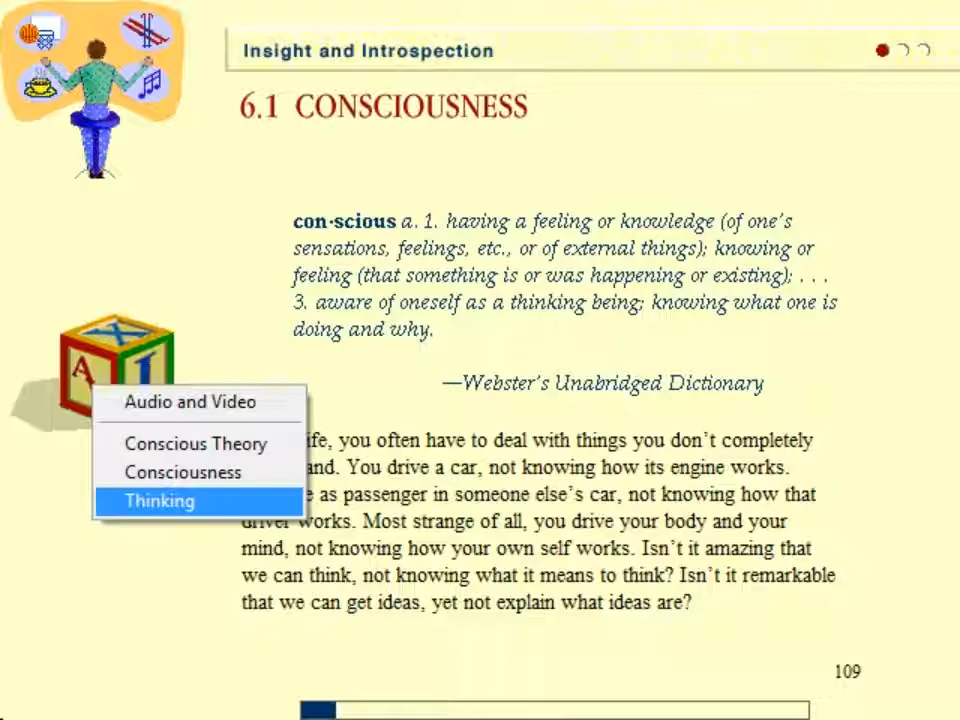 Insight and Introspection
6.1 CONSCIOUSNESS
con·scious a. 1. having a feeling or knowledge (of one's
sensations, feelings, etc., or of external things); knowing or
feeling (that something is or was happening or existing); . . .
3. aware of oneself as a thinking being; knowing what one is
doing and why.
—Webster's Unabridged Dictionary
A
X
I
Audio and Video
Conscious Theory
Consciousness
Thinking
ife, you often have to deal with things you don't completely
and. You drive a car, not knowing how its engine works.
e as passenger in someone else's car, not knowing how that
driver works. Most strange of all, you drive your body and your
mind, not knowing how your own self works. Isn't it amazing that
we can think, not knowing what it means to think? Isn't it remarkable
that we can get ideas, yet not explain what ideas are?
109